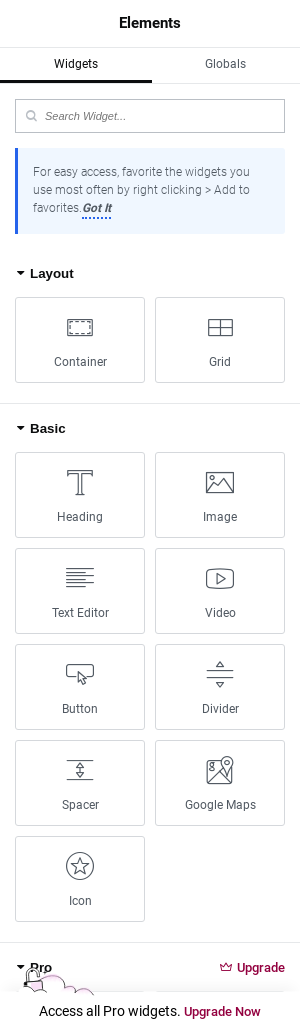 Elements
Widgets Globals
Search Widget...
For easy access, favorite the widgets you
use most often by right clicking > Add to
favorites. Got It
Layout
Container Grid
Basic
Heading Image
Text Editor Video
Button Divider
Spacer Google Maps
Icon
Pro Upgrade
Access all Pro widgets. Upgrade Now